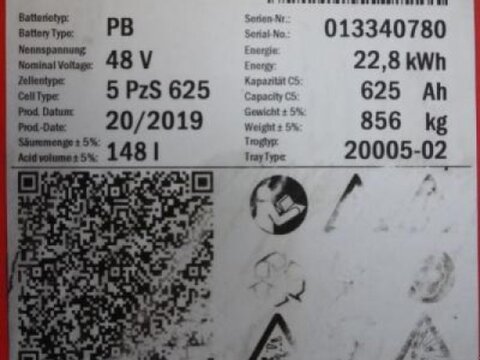 Batterietyp:
Battery Type: PB
Serien-Nr.:
Serial-No.: 013340780
Nennspannung:
Nominal Voltage: 48 V
Energie:
Energy: 22,8 kWh
Zellentype:
Cell Type: 5 PzS 625
Kapazität C5:
Capacity C5: 625 Ah
Prod. Datum:
Prod.-Date: 20/2019
Gewicht ± 5%:
Weight ± 5%: 856 kg
Säuremenge ± 5%:
Acid volume ± 5%: 148 l
Trogtyp:
Tray Type: 20005-02